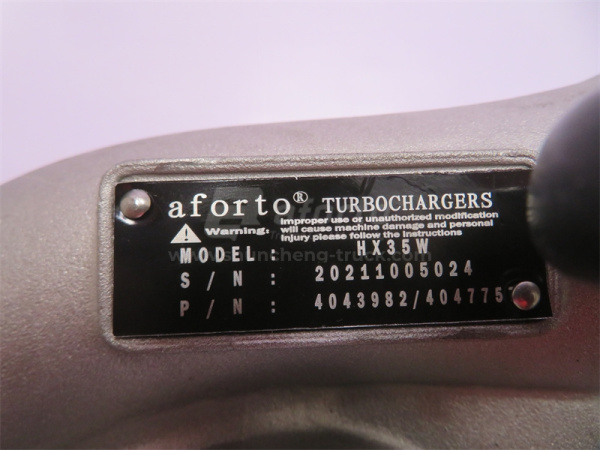 aforto® TURBOCHARGERS
Warning: Improper use or unauthorized modification
will cause machine damage and personal
injury please follow the instructions
MODEL : HX35W
S / N : 20211005024
P / N : 4043982/404775